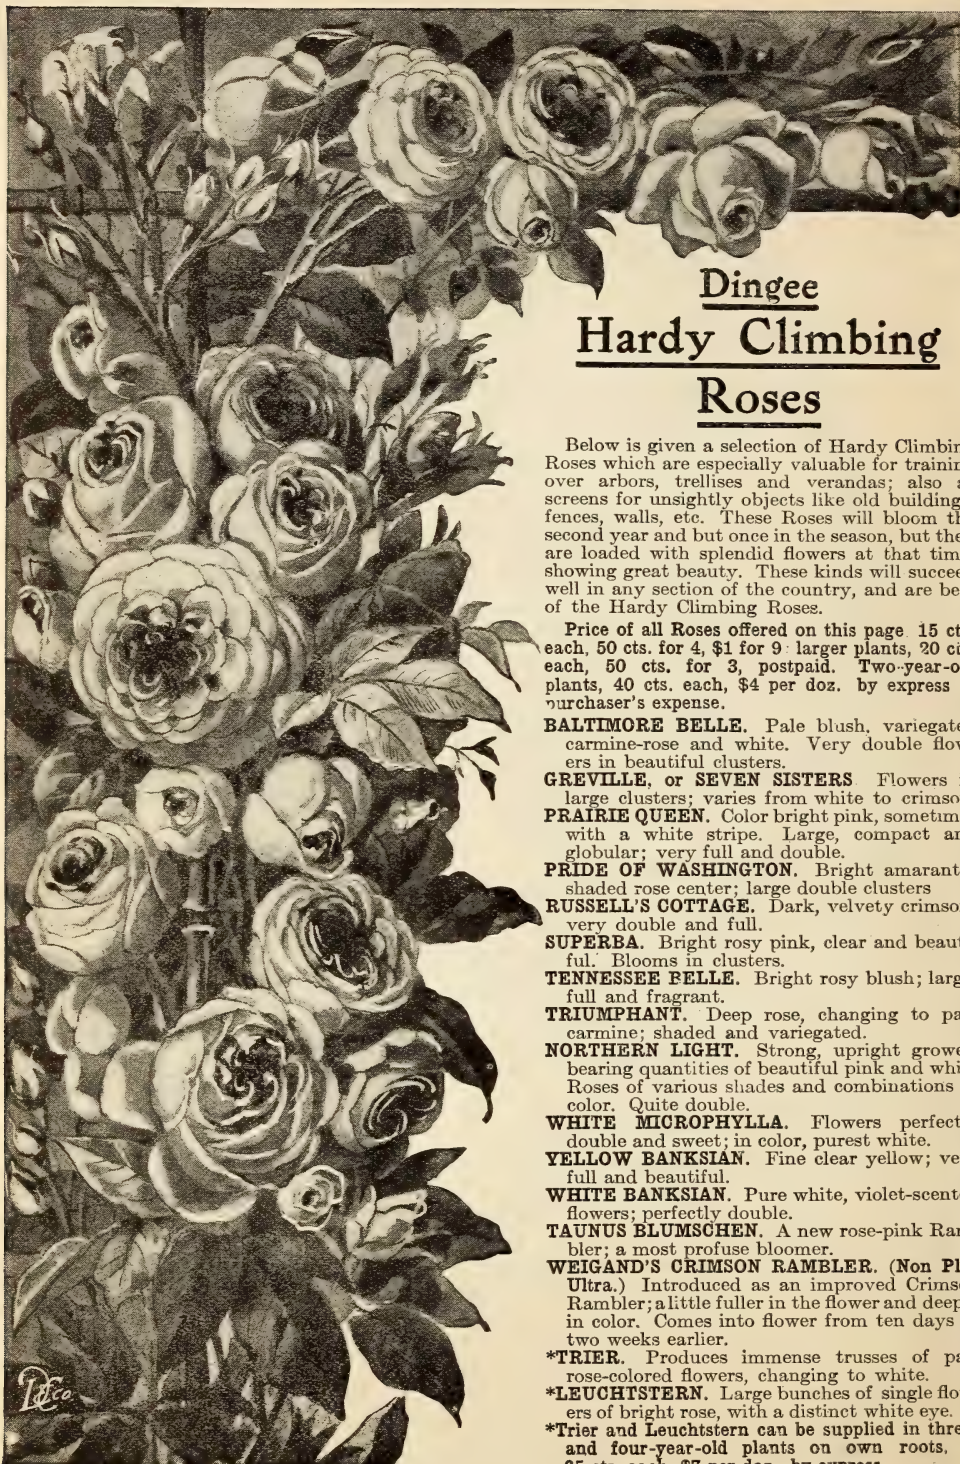 Dingee
Hardy Climbing
Roses
Below is given a selection of Hardy Climbin
Roses which are especially valuable for trainin
over arbors, trellises and verandas; also a
screens for unsightly objects like old building
fences, walls, etc. These Roses will bloom th
second year and but once in the season, but the
are loaded with splendid flowers at that tim
showing great beauty. These kinds will succee
well in any section of the country, and are be
of the Hardy Climbing Roses.
Price of all Roses offered on this page 15 ct
each, 50 cts. for 4, $1 for 9 larger plants, 20 ct
each, 50 cts. for 3, postpaid. Two-year-o
plants, 40 cts. each, $4 per doz. by express
purchaser's expense.
BALTIMORE BELLE. Pale blush, variegate
carmine-rose and white. Very double flow
ers in beautiful clusters.
GREVILLE, or SEVEN SISTERS Flowers
large clusters; varies from white to crimso
PRAIRIE QUEEN. Color bright pink, sometim
with a white stripe. Large, compact an
globular; very full and double.
PRIDE OF WASHINGTON. Bright amarant
shaded rose center; large double clusters
RUSSELL'S COTTAGE. Dark, velvety crimso
very double and full.
SUPERBA. Bright rosy pink, clear and beaut
ful. Blooms in clusters.
TENNESSEE BELLE. Bright rosy blush; larg
full and fragrant.
TRIUMPHANT. Deep rose, changing to pa
carmine; shaded and variegated.
NORTHERN LIGHT. Strong, upright growe
bearing quantities of beautiful pink and whi
Roses of various shades and combinations
color. Quite double.
WHITE MICROPHYLLA. Flowers perfect
double and sweet; in color, purest white.
YELLOW BANKSIAN. Fine clear yellow; ve
full and beautiful.
WHITE BANKSIAN. Pure white, violet-scent
flowers; perfectly double.
TAUNUS BLUMSCHEN. A new rose-pink Ram
bler; a most profuse bloomer.
WEIGAND'S CRIMSON RAMBLER. (Non Pl
Ultra.) Introduced as an improved Crims
Rambler; a little fuller in the flower and deep
in color. Comes into flower from ten days
two weeks earlier.
*TRIER. Produces immense trusses of pa
rose-colored flowers, changing to white.
*LEUCHTSTERN. Large bunches of single flo
ers of bright rose, with a distinct white eye.
*Trier and Leuchtstern can be supplied in thre
and four-year-old plants on own roots,